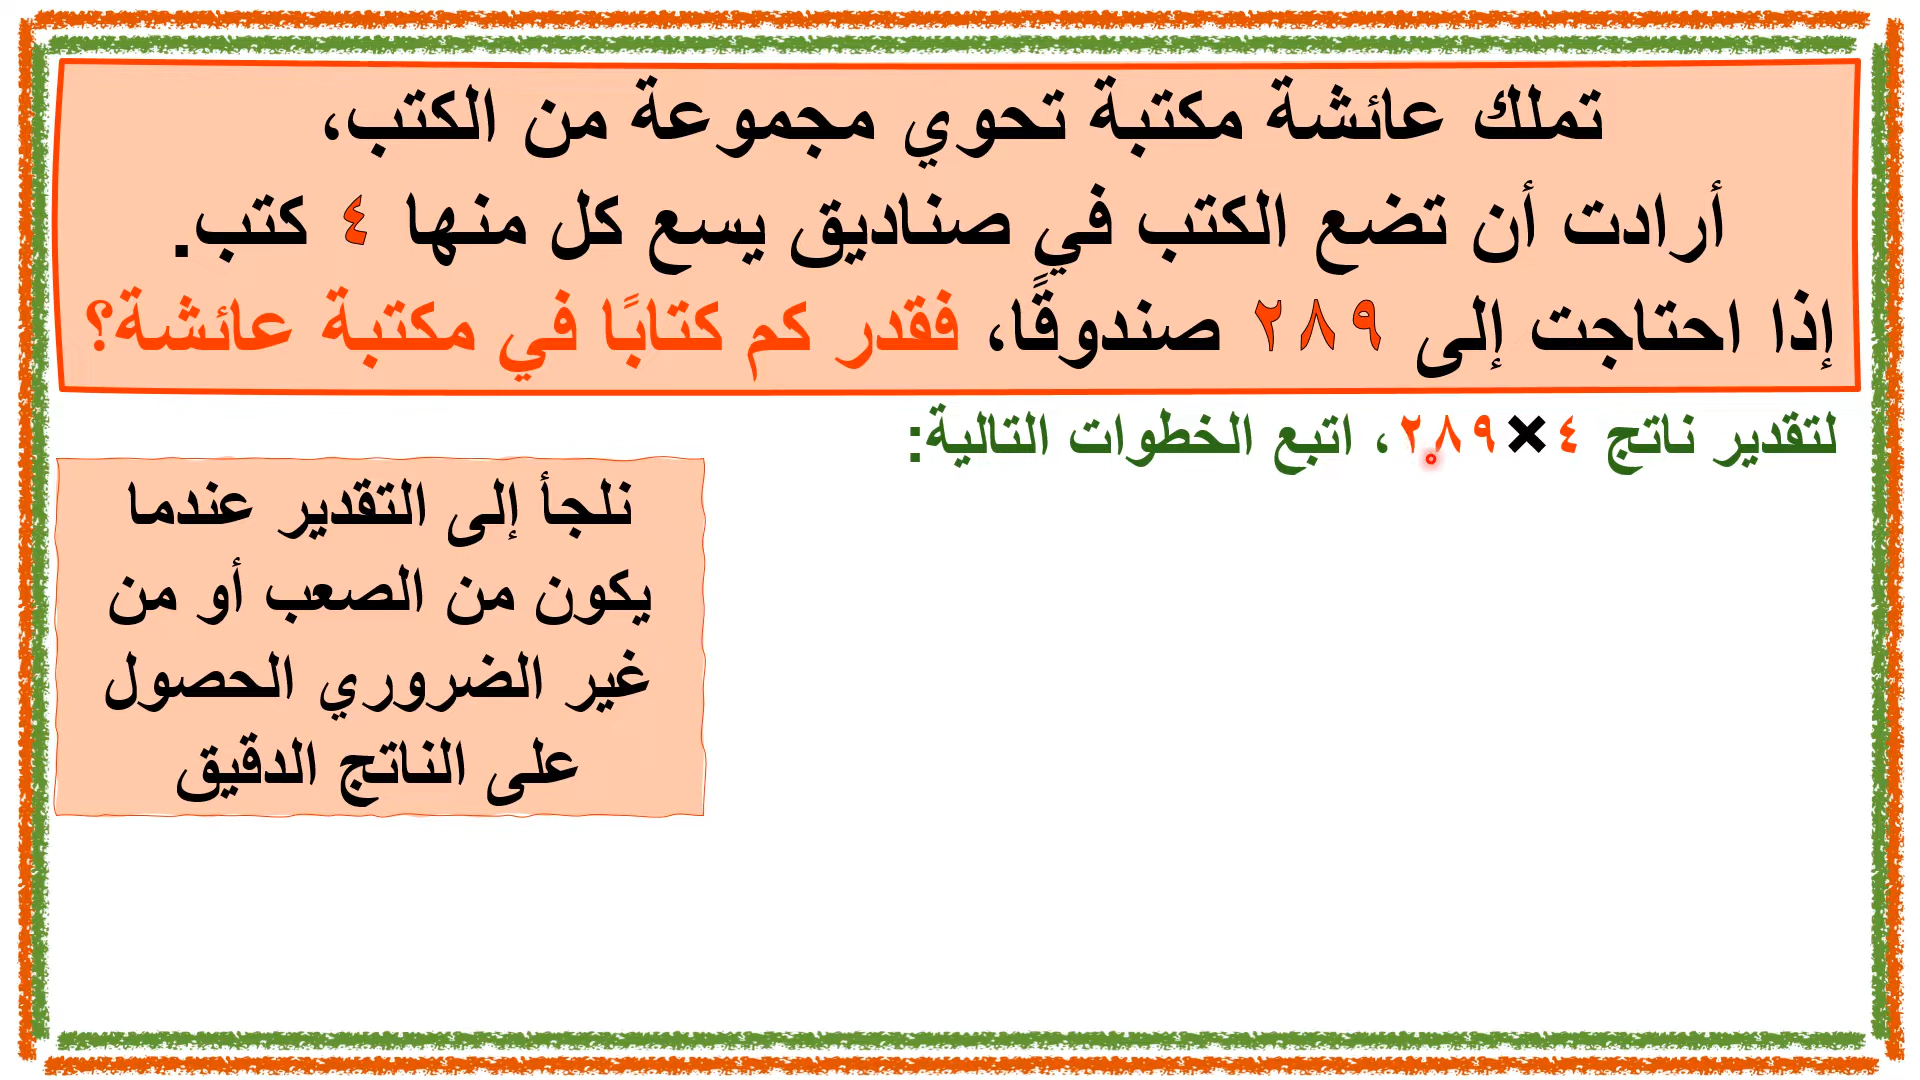 تملك عائشة مكتبة تحوي مجموعة من الكتب،
أرادت أن تضع الكتب في صناديق يسع كل منها ٤ كتب.
إذا احتاجت إلى ٢٨٩ صندوقًا، فقدر كم كتابًا في مكتبة عائشة؟
لتقدير ناتج ٤×٢٨٩، اتبع الخطوات التالية:
نلجأ إلى التقدير عندما
يكون من الصعب أو من
غير الضروري الحصول
على الناتج الدقيق